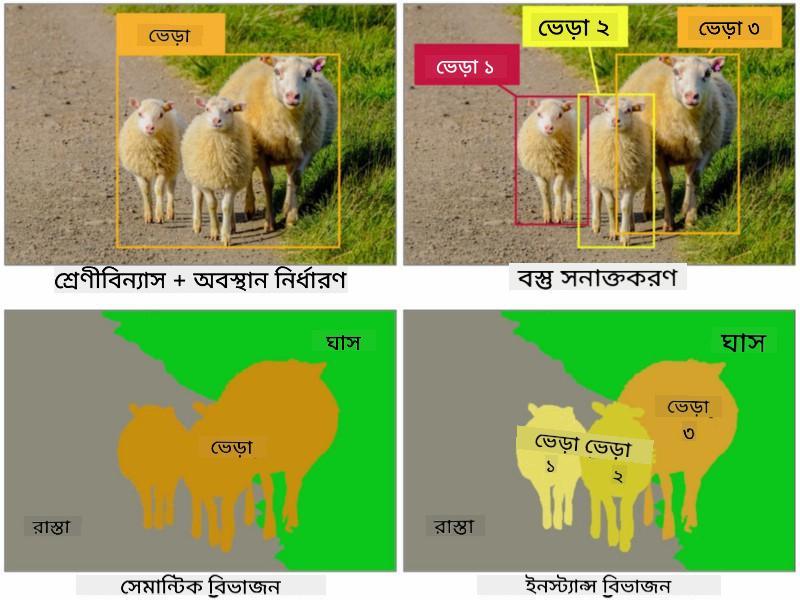 ভেড়া
ভেড়া ১
ভেড়া ২
ভেড়া ৩
শ্রেণীবিন্যাস + অবস্থান নির্ধারণ
বস্তু সনাক্তকরণ
ঘাস
ভেড়া
রাস্তা
ঘাস
ভেড়া
৩
ভেড়া ভেড়া
১
২
রাস্তা
সেমান্টিক বিভাজন
ইনস্ট্যান্স বিভাজন